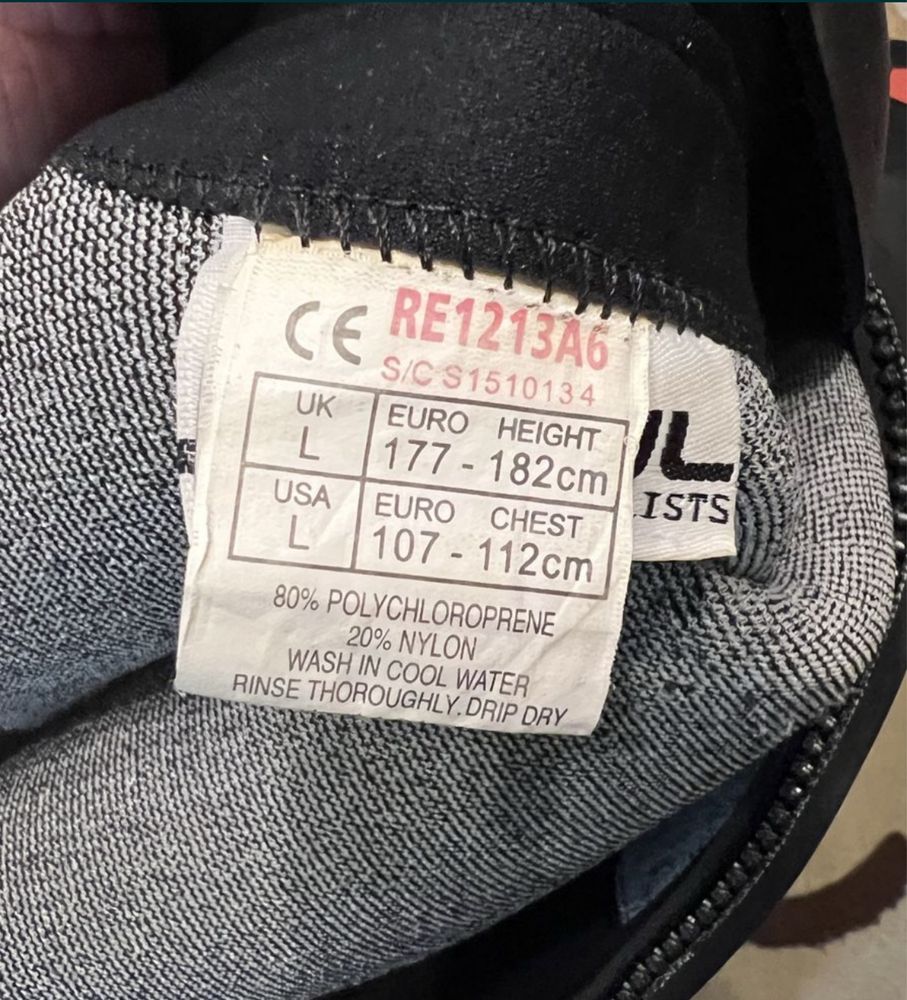 CE RE1213A6
S/C S1510134
UK
L
EURO HEIGHT
177 - 182cm
USA
L
EURO CHEST
107 - 112cm
80% POLYCHLOROPRENE
20% NYLON
WASH IN COOL WATER
RINSE THOROUGHLY. DRIP DRY
UL
ISTS